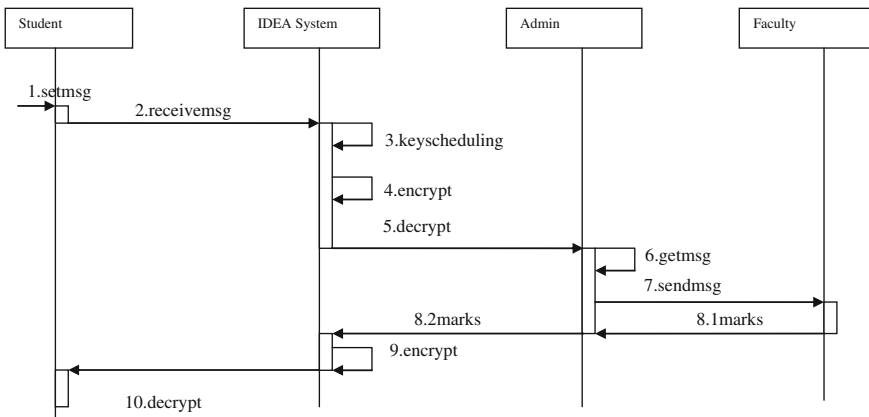 Student
IDEA System
Admin
Faculty
1.setmsg
2.receivemsg
3.keyscheduling
4.encrypt
5.decrypt
6.getmsg
7.sendmsg
8.2marks
8.1marks
9.encrypt
10.decrypt